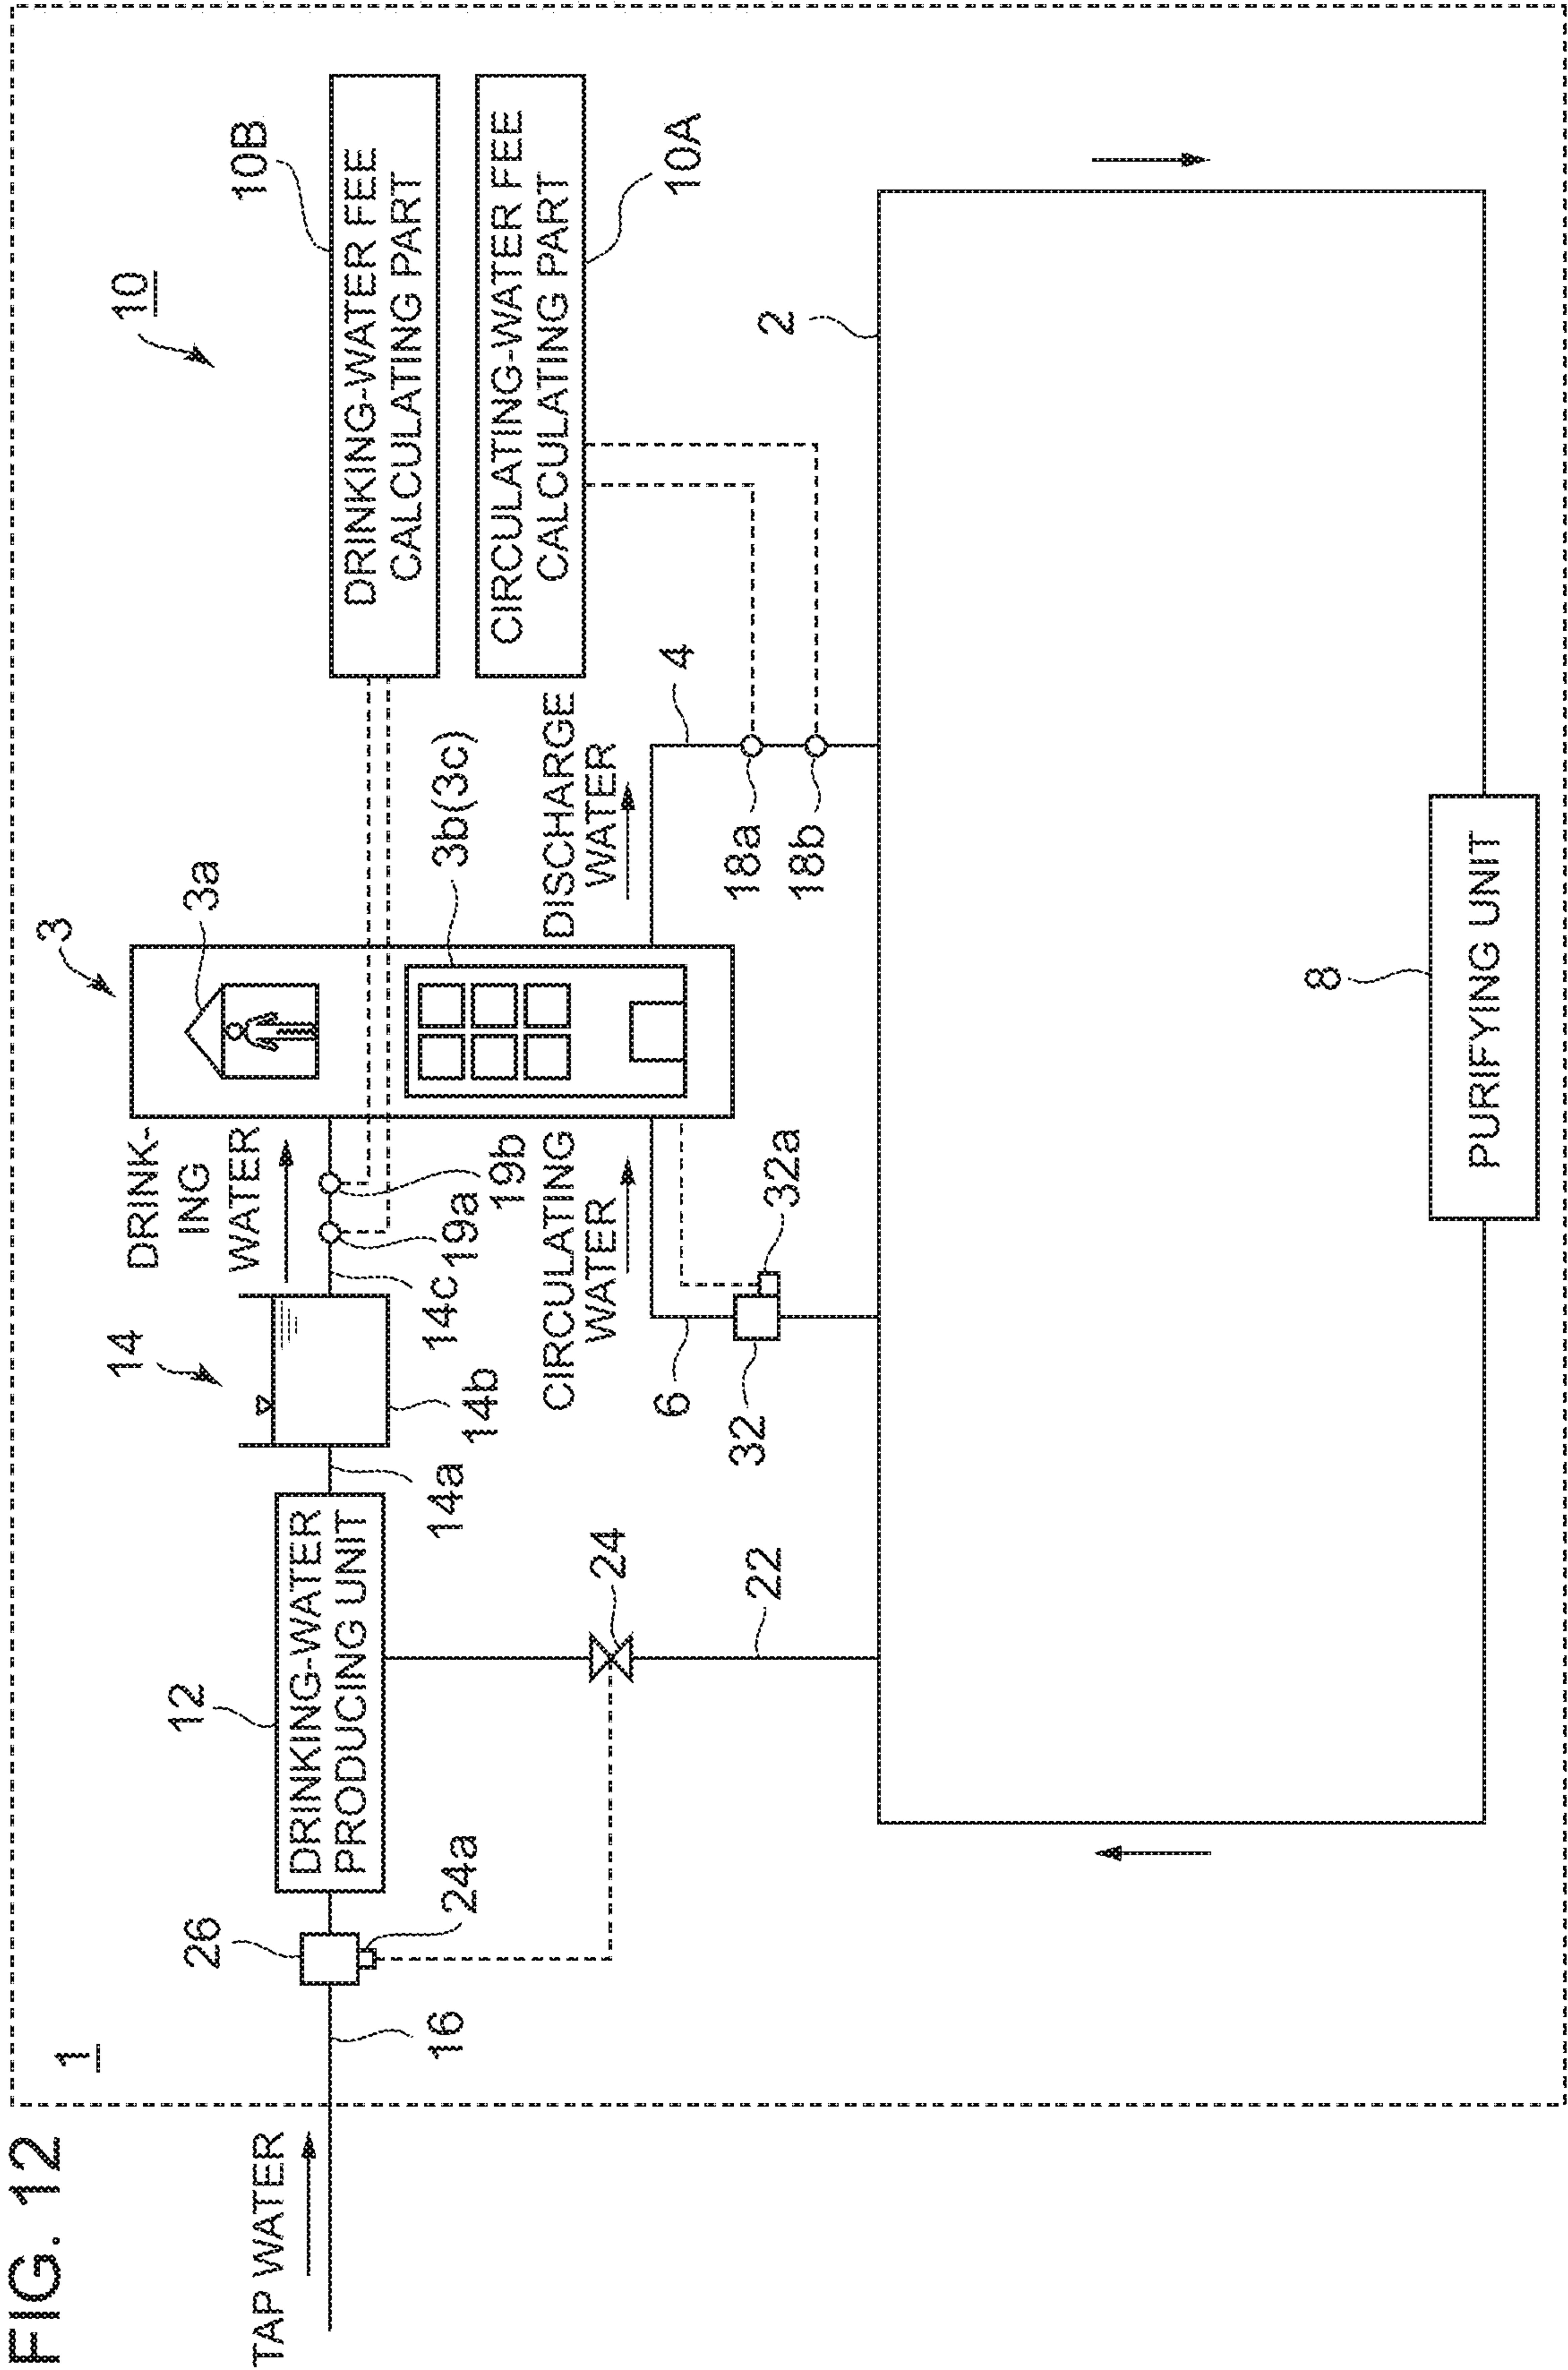 FIG. 12
1
TAP WATER
16
26
24a
12
DRINKING-WATER
PRODUCING UNIT
24
22
14
14a
14b
14c
DRINK-
ING
WATER
19a
19b
3
3a
3b(3c)
CIRCULATING
WATER
6
32
32a
DISCHARGE
WATER
4
18a
18b
10
10B
DRINKING-WATER FEE
CALCULATING PART
CIRCULATING-WATER FEE
CALCULATING PART
10A
2
8
PURIFYING UNIT